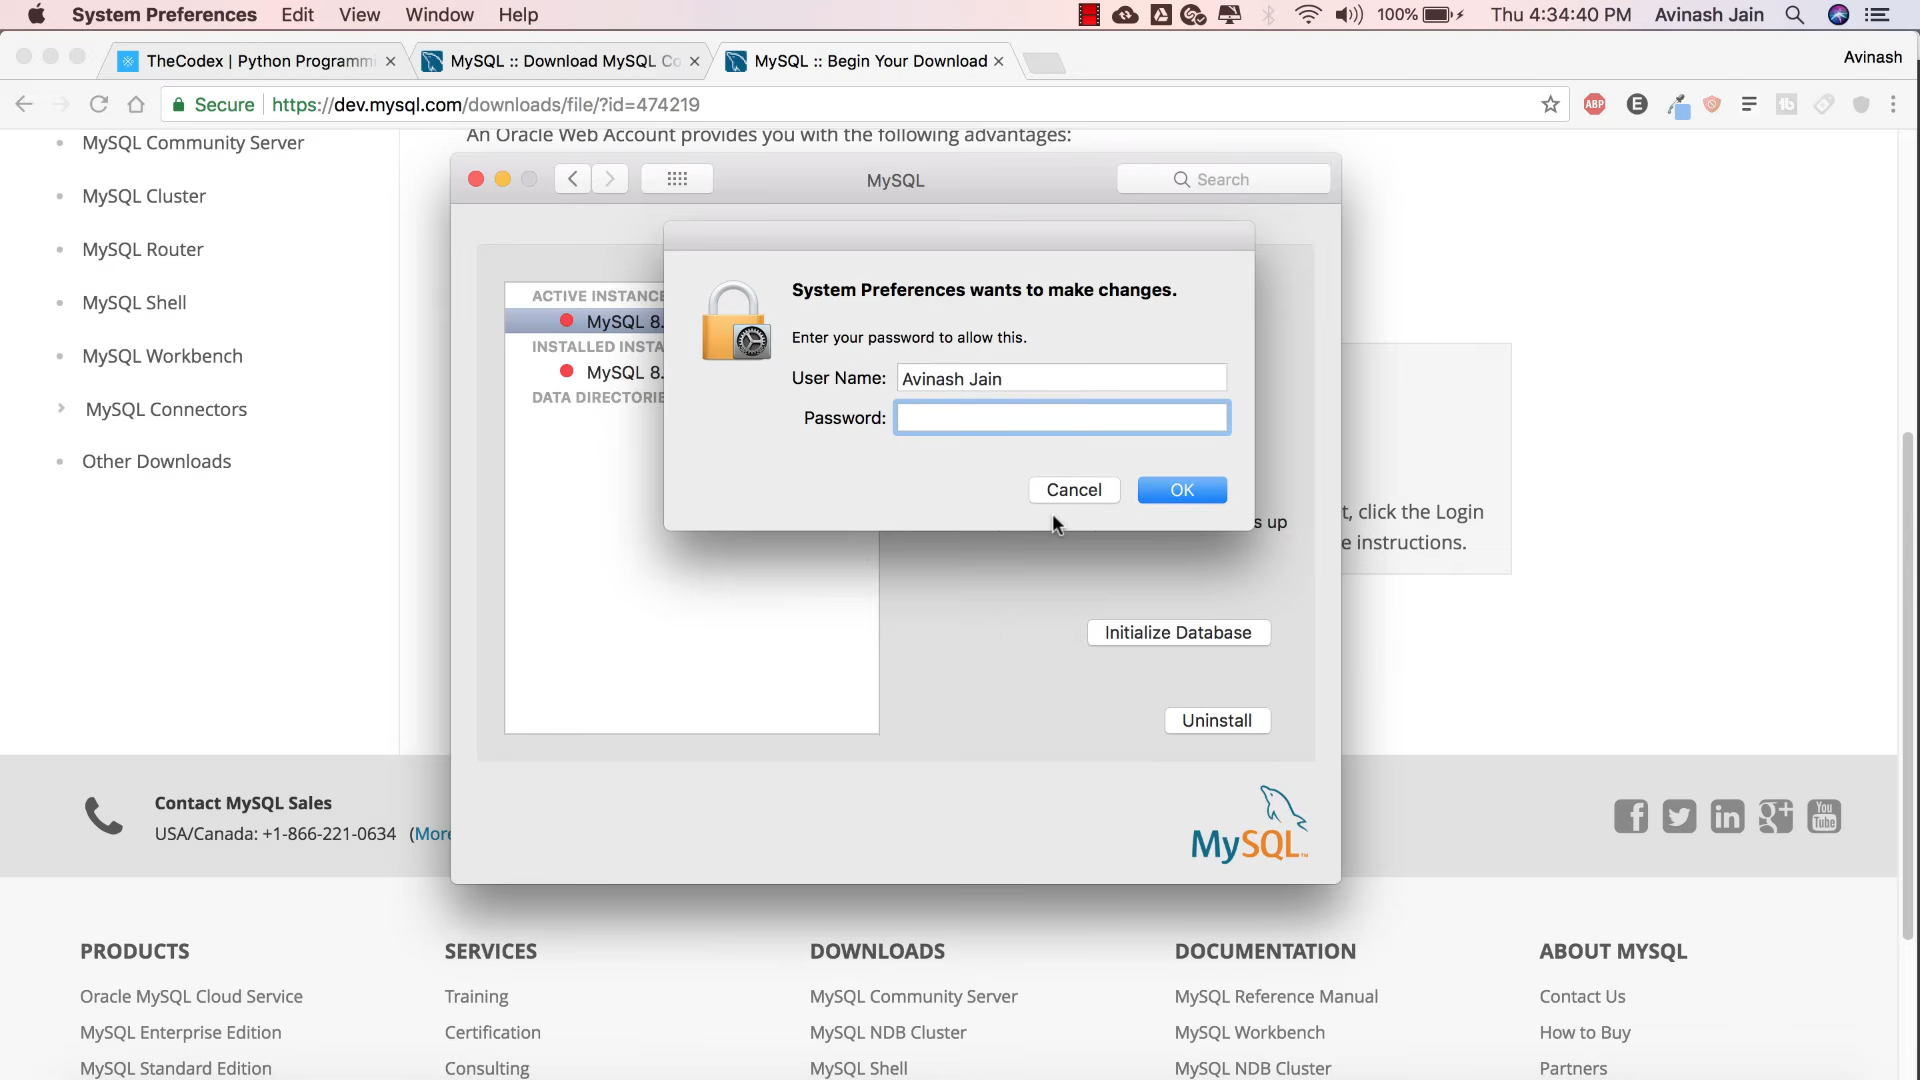 System Preferences Edit View Window Help 100% Thu 4:34:40 PM Avinash Jain
TheCodex | Python Programmi MySQL :: Download MySQL Co MySQL :: Begin Your Download Avinash
Secure https://dev.mysql.com/downloads/file/?id=474219 ABP E
An Oracle Web Account provides you with the following advantages:
MySQL Community Server
MySQL Cluster
MySQL Router
MySQL Shell
MySQL Workbench
MySQL Connectors
Other Downloads
MySQL
Search
ACTIVE INSTANCE
MySQL 8.
INSTALLED INSTA
MySQL 8.
DATA DIRECTORIE
System Preferences wants to make changes.
Enter your password to allow this.
User Name: Avinash Jain
Password:
Cancel OK
s up
t, click the Login
e instructions.
Initialize Database
Uninstall
MySQL
Contact MySQL Sales
USA/Canada: +1-866-221-0634 (More
You
Tube
PRODUCTS
Oracle MySQL Cloud Service
MySQL Enterprise Edition
MySQL Standard Edition
SERVICES
Training
Certification
Consulting
DOWNLOADS
MySQL Community Server
MySQL NDB Cluster
MySQL Shell
DOCUMENTATION
MySQL Reference Manual
MySQL Workbench
MySQL NDB Cluster
ABOUT MYSQL
Contact Us
How to Buy
Partners